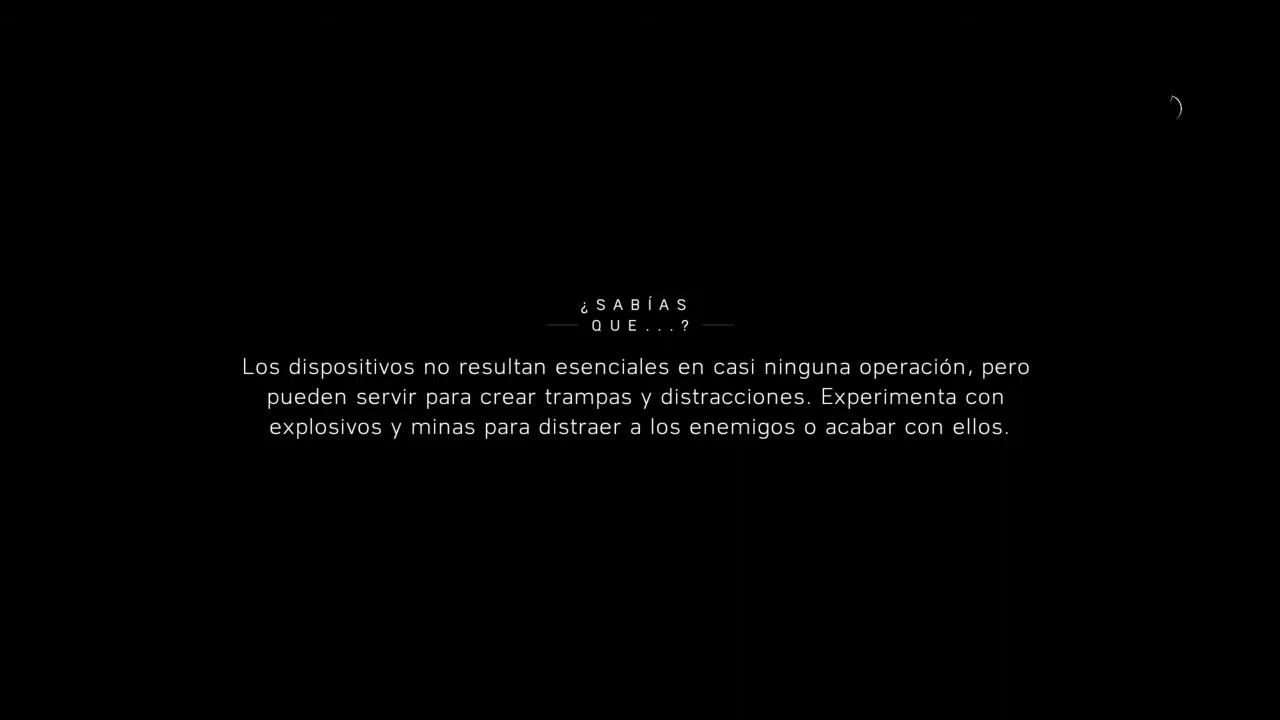 ¿SABÍAS
QUE...?
Los dispositivos no resultan esenciales en casi ninguna operación, pero
pueden servir para crear trampas y distracciones. Experimenta con
explosivos y minas para distraer a los enemigos o acabar con ellos.